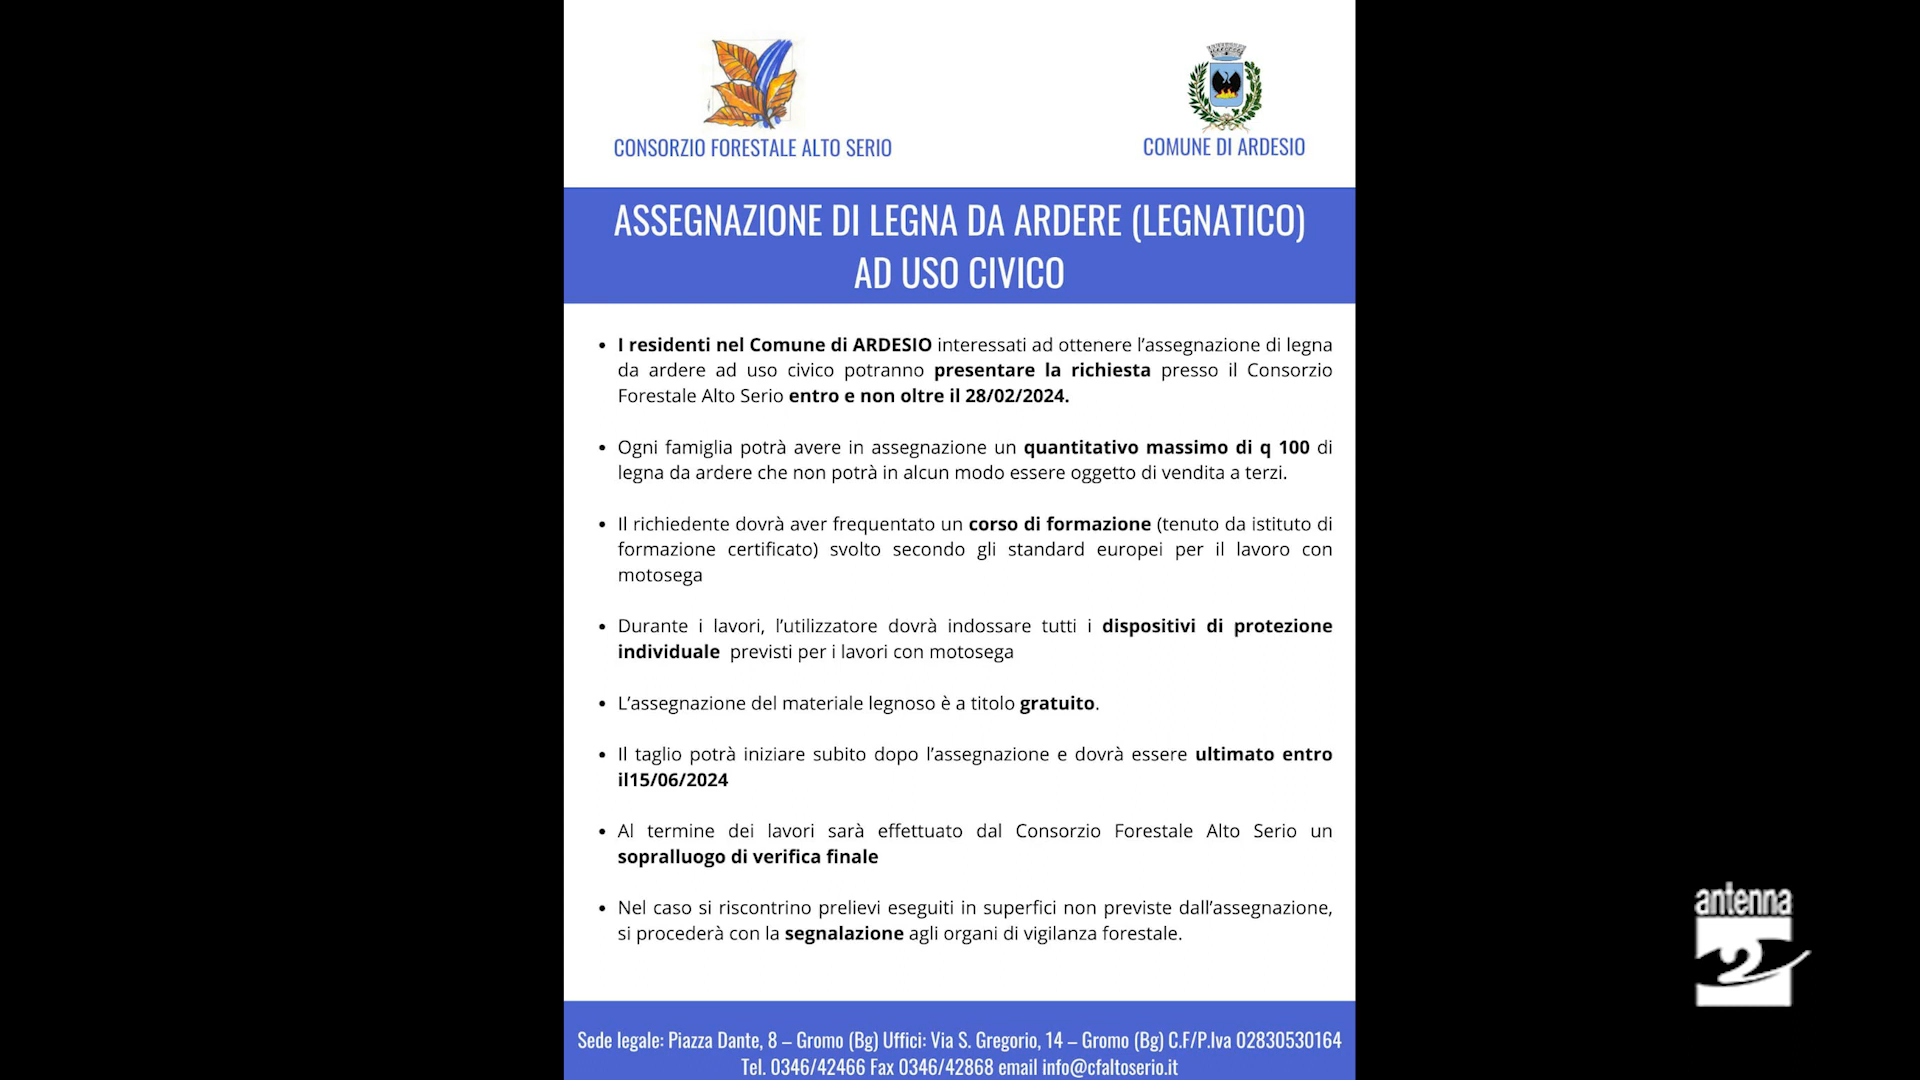 CONSORZIO FORESTALE ALTO SERIO
COMUNE DI ARDESIO
ASSEGNAZIONE DI LEGNA DA ARDERE (LEGNATICO)
AD USO CIVICO
• I residenti nel Comune di ARDESIO interessati ad ottenere l'assegnazione di legna
da ardere ad uso civico potranno presentare la richiesta presso il Consorzio
Forestale Alto Serio entro e non oltre il 28/02/2024.
• Ogni famiglia potrà avere in assegnazione un quantitativo massimo di q 100 di
legna da ardere che non potrà in alcun modo essere oggetto di vendita a terzi.
• Il richiedente dovrà aver frequentato un corso di formazione (tenuto da istituto di
formazione certificato) svolto secondo gli standard europei per il lavoro con
motosega
• Durante i lavori, l'utilizzatore dovrà indossare tutti i dispositivi di protezione
individuale previsti per i lavori con motosega
• L'assegnazione del materiale legnoso è a titolo gratuito.
• Il taglio potrà iniziare subito dopo l'assegnazione e dovrà essere ultimato entro
il15/06/2024
• Al termine dei lavori sarà effettuato dal Consorzio Forestale Alto Serio un
sopralluogo di verifica finale
• Nel caso si riscontrino prelievi eseguiti in superfici non previste dall'assegnazione,
si procederà con la segnalazione agli organi di vigilanza forestale.
Sede legale: Piazza Dante, 8 – Gromo (Bg) Uffici: Via S. Gregorio, 14 – Gromo (Bg) C.F/P.Iva 02830530164
Tel. 0346/42466 Fax 0346/42868 email info@cfaltoserio.it
antenna
2